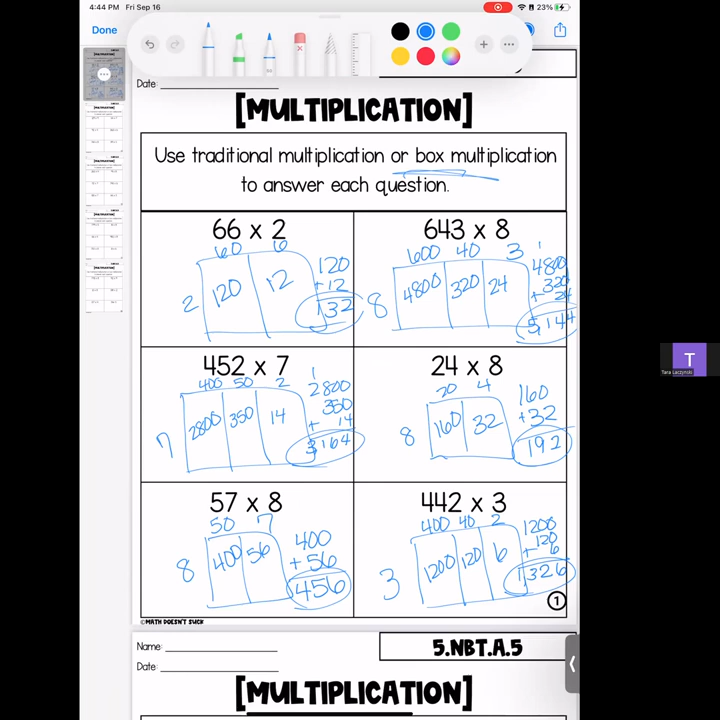 4:44 PM Fri Sep 16
23%
Done
Date:
[MULTIPLICATION]
Use traditional multiplication or box multiplication
to answer each question.
66 x 2
60 6
2 120 12
120
+12
132
643 x 8
600 40 3
8 4800 320 24
1
4800
320
+ 24
5,144
452 x 7
400 50 2
7 2800 350 14
1
2800
350
+ 14
3164
24 x 8
20 4
8 160 32
160
+32
192
57 x 8
50 7
8 400 56
400
+56
456
442 x 3
400 40 2
3 1200 120 6
1200
120
+ 6
1326
1
©MATH DOESN'T SUCK
Name:
5.NBT.A.5
Date:
[MULTIPLICATION]
T
Tara Laczynski